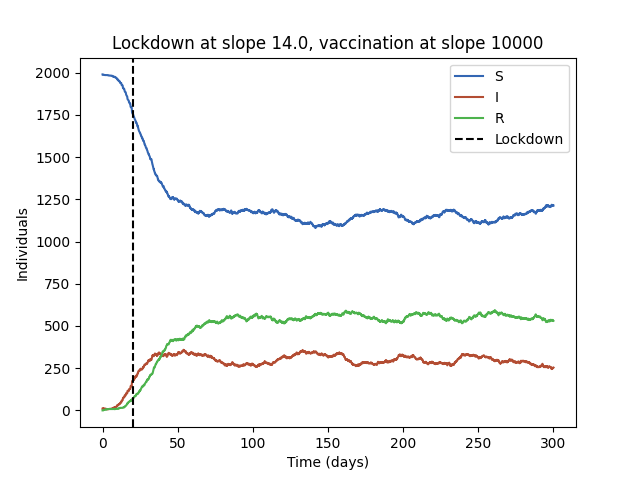 Lockdown at slope 14.0, vaccination at slope 10000
2000
1750
1500
1250
1000
750
500
250
0
Individuals
S
I
R
Lockdown
0 50 100 150 200 250 300
Time (days)